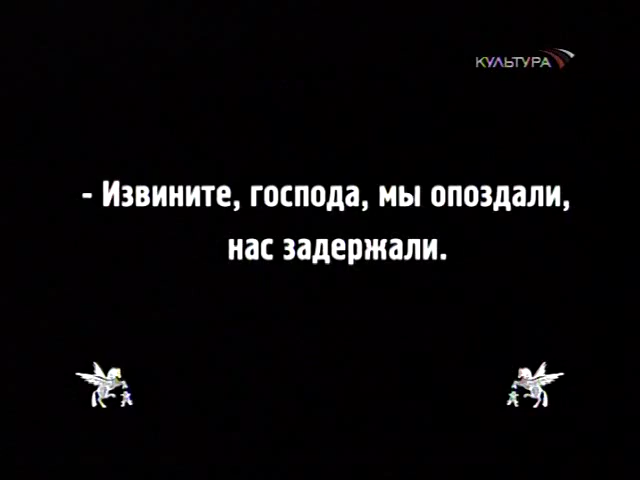 КУЛЬТУРА
- Извините, господа, мы опоздали,
нас задержали.